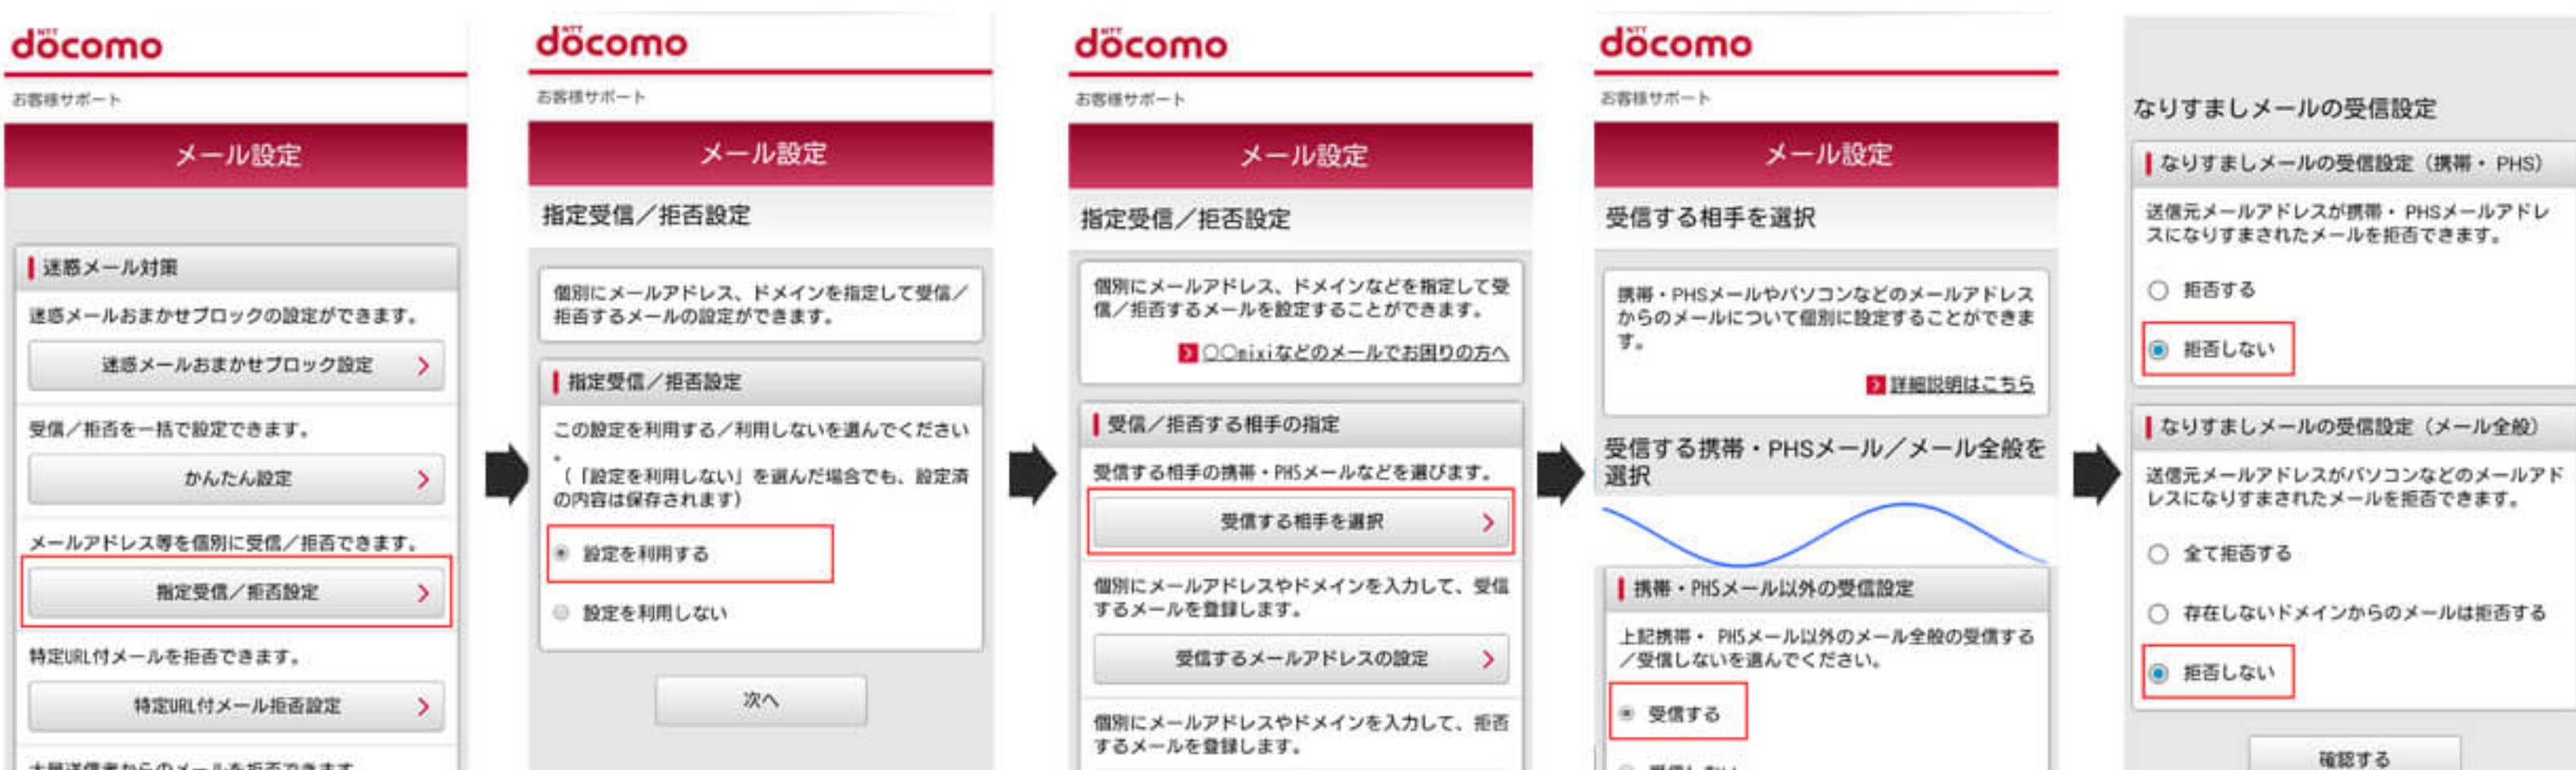 NTT
döcomo
お客様サポート
メール設定
迷惑メール対策
迷惑メールおまかせブロックの設定ができます。
迷惑メールおまかせブロック設定
受信／拒否を一括で設定できます。
かんたん設定
メールアドレス等を個別に受信／拒否できます。
指定受信／拒否設定
特定URL付メールを拒否できます。
特定URL付メール拒否設定
大量送信者からのメールを拒否できます
NTT
döcomo
お客様サポート
メール設定
指定受信／拒否設定
個別にメールアドレス、ドメインを指定して受信／
拒否するメールの設定ができます。
指定受信／拒否設定
この設定を利用する／利用しないを選んでください
。
（「設定を利用しない」を選んだ場合でも、設定済
の内容は保存されます）
設定を利用する
設定を利用しない
次へ
NTT
döcomo
お客様サポート
メール設定
指定受信／拒否設定
個別にメールアドレス、ドメインなどを指定して受
信／拒否するメールを設定することができます。
○○mixiなどのメールでお困りの方へ
受信／拒否する相手の指定
受信する相手の携帯・PHSメールなどを選びます。
受信する相手を選択
個別にメールアドレスやドメインを入力して、受信
するメールを登録します。
受信するメールアドレスの設定
個別にメールアドレスやドメインを入力して、拒否
するメールを登録します。
NTT
döcomo
お客様サポート
メール設定
受信する相手を選択
携帯・PHSメールやパソコンなどのメールアドレス
からのメールについて個別に設定することができま
す。
詳細説明はこちら
受信する携帯・PHSメール／メール全般を
選択
携帯・PHSメール以外の受信設定
上記携帯・ PHSメール以外のメール全般の受信する
／受信しないを選んでください。
受信する
受信しない
なりすましメールの受信設定
なりすましメールの受信設定（携帯・ PHS）
送信元メールアドレスが携帯・ PHSメールアドレ
スになりすまされたメールを拒否できます。
拒否する
拒否しない
なりすましメールの受信設定（メール全般）
送信元メールアドレスがパソコンなどのメールアド
レスになりすまされたメールを拒否できます。
全て拒否する
存在しないドメインからのメールは拒否する
拒否しない
確認する